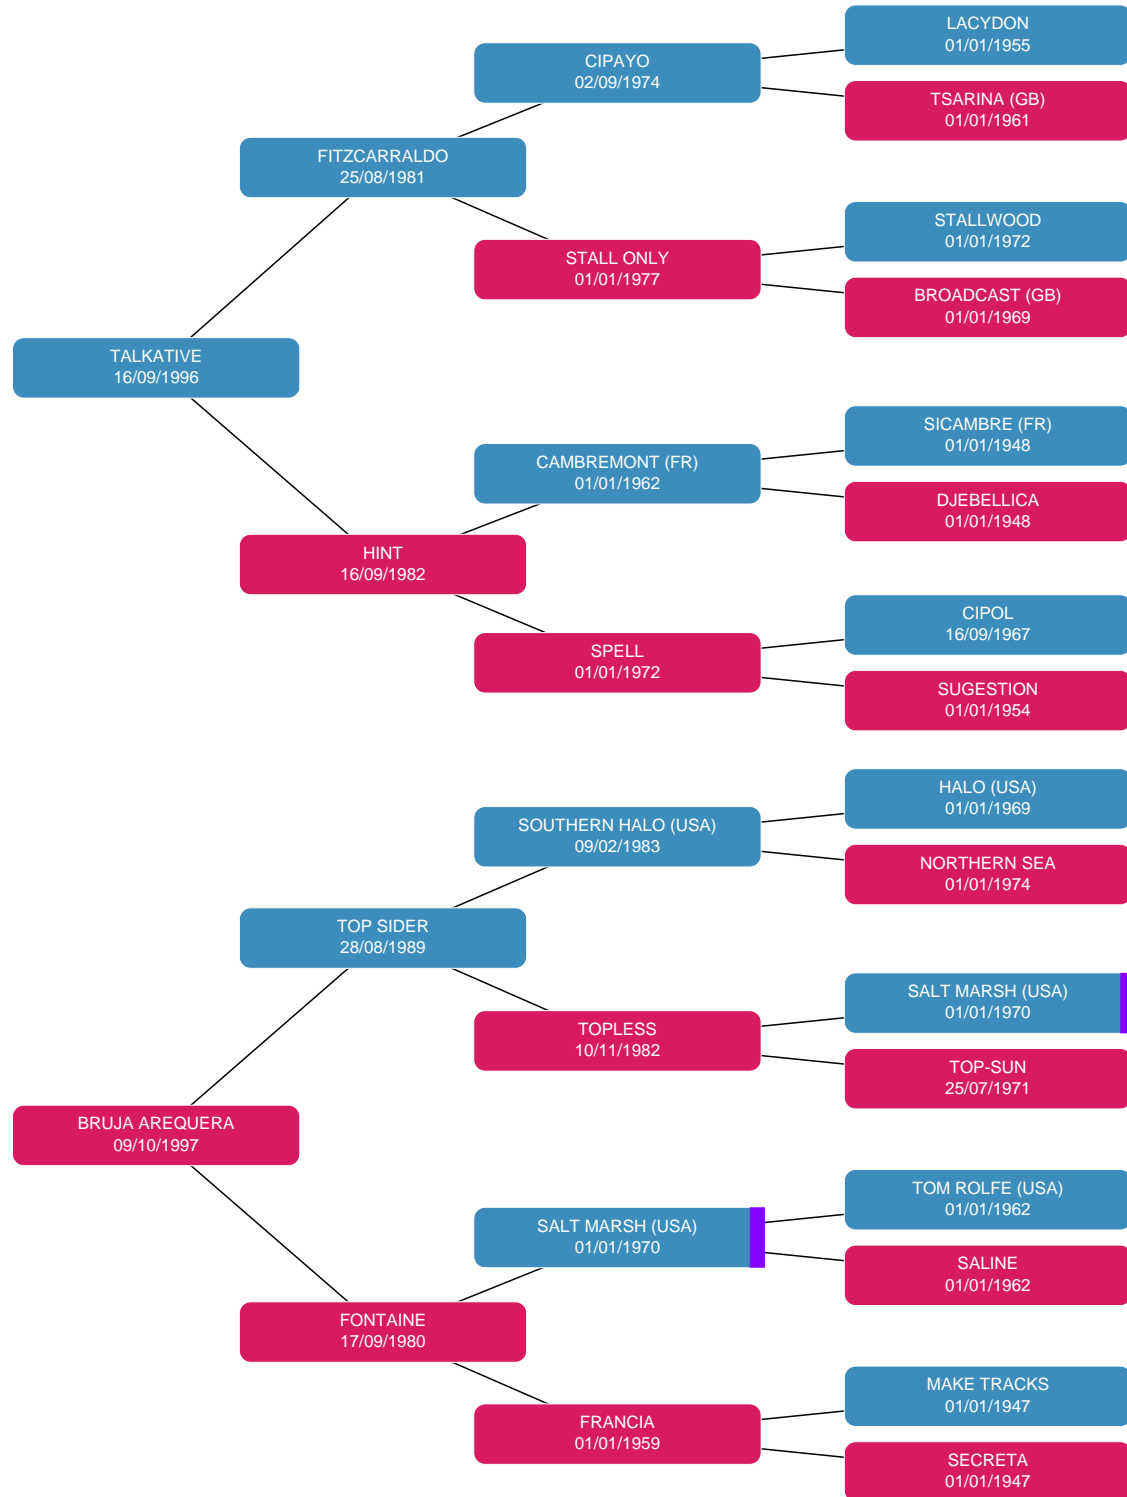 LACYDON
01/01/1955
CIPAYO
02/09/1974
TSARINA (GB)
01/01/1961
FITZCARRALDO
25/08/1981
STALLWOOD
01/01/1972
STALL ONLY
01/01/1977
BROADCAST (GB)
01/01/1969
TALKATIVE
16/09/1996
SICAMBRE (FR)
01/01/1948
CAMBREMONT (FR)
01/01/1962
DJEBELLICA
01/01/1948
HINT
16/09/1982
CIPOL
16/09/1967
SPELL
01/01/1972
SUGESTION
01/01/1954
HALO (USA)
01/01/1969
SOUTHERN HALO (USA)
09/02/1983
NORTHERN SEA
01/01/1974
TOP SIDER
28/08/1989
SALT MARSH (USA)
01/01/1970
TOPLESS
10/11/1982
TOP-SUN
25/07/1971
BRUJA AREQUERA
09/10/1997
TOM ROLFE (USA)
01/01/1962
SALT MARSH (USA)
01/01/1970
SALINE
01/01/1962
FONTAINE
17/09/1980
MAKE TRACKS
01/01/1947
FRANCIA
01/01/1959
SECRETA
01/01/1947